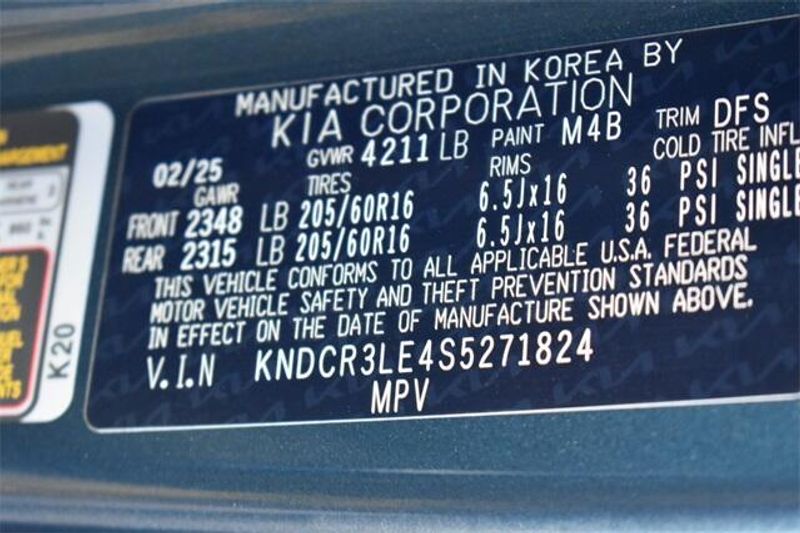 MANUFACTURED IN KOREA BY
KIA CORPORATION
02/25 GVWR 4211 LB PAINT M4B TRIM DFS
GAWR TIRES RIMS COLD TIRE INFL
FRONT 2348 LB 205/60R16 6.5Jx16 36 PSI SINGLE
REAR 2315 LB 205/60R16 6.5Jx16 36 PSI SINGLE
THIS VEHICLE CONFORMS TO ALL APPLICABLE U.S.A. FEDERAL
MOTOR VEHICLE SAFETY AND THEFT PREVENTION STANDARDS
IN EFFECT ON THE DATE OF MANUFACTURE SHOWN ABOVE.
V.I.N KNDCR3LE4S5271824
MPV
K20